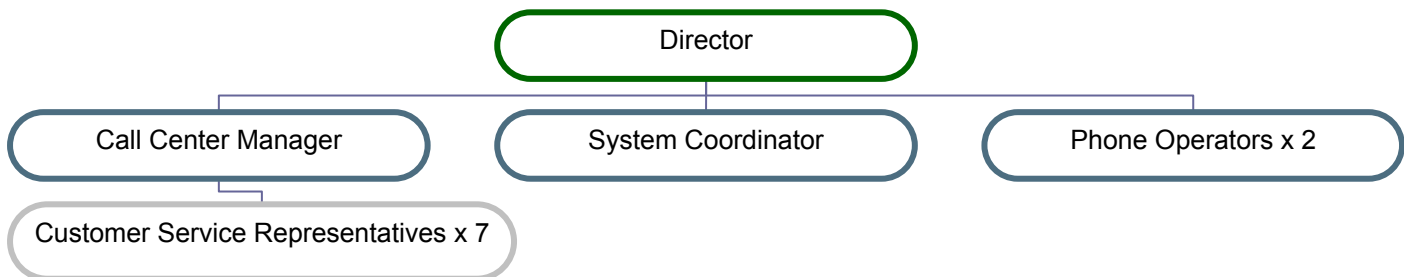 Director
Call Center Manager
System Coordinator
Phone Operators x 2
Customer Service Representatives x 7